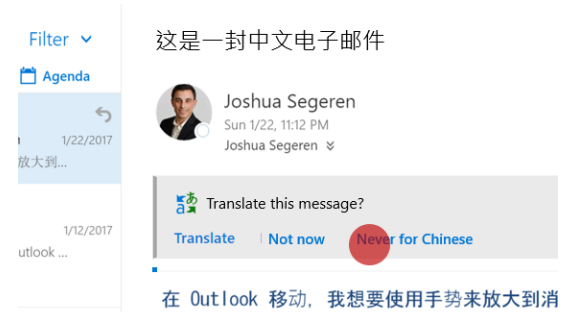 Filter
Agenda
1/22/2017
放大到...
1/12/2017
utlook ...
这是一封中文电子邮件
Joshua Segeren
Sun 1/22, 11:12 PM
Joshua Segeren
Translate this message?
Translate
Not now
Never for Chinese
在 Outlook 移动, 我想要使用手势来放大到消